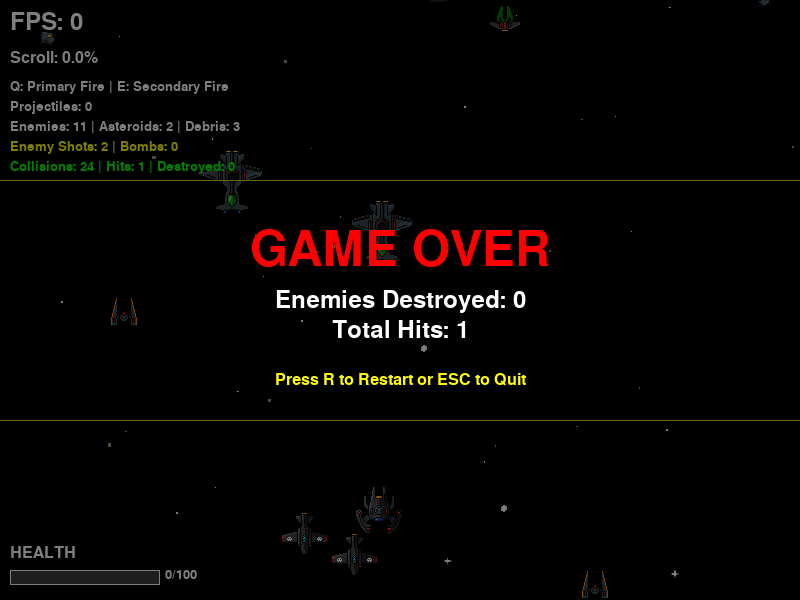 FPS: 0
Scroll: 0.0%
Q: Primary Fire | E: Secondary Fire
Projectiles: 0
Enemies: 11 | Asteroids: 2 | Debris: 3
Enemy Shots: 2 | Bombs: 0
Collisions: 24 | Hits: 1 | Destroyed: 0
GAME OVER
Enemies Destroyed: 0
Total Hits: 1
Press R to Restart or ESC to Quit
HEALTH
0/100